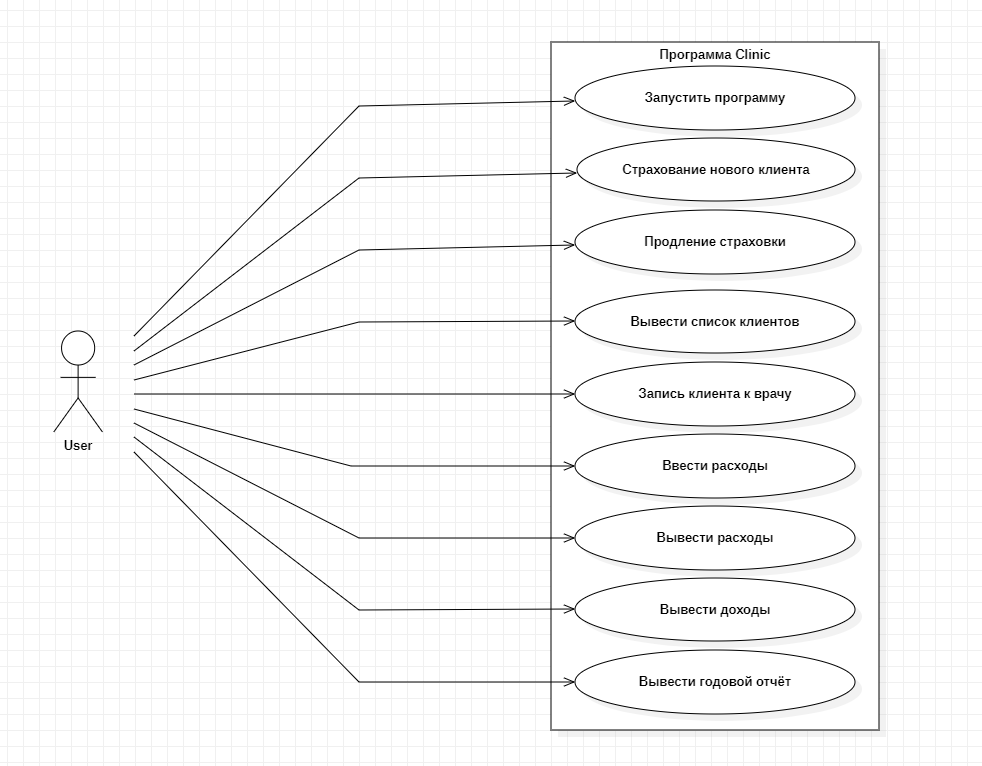 Программа Clinic
Запустить программу
Страхование нового клиента
Продление страховки
Вывести список клиентов
Запись клиента к врачу
Ввести расходы
Вывести расходы
Вывести доходы
Вывести годовой отчёт
User